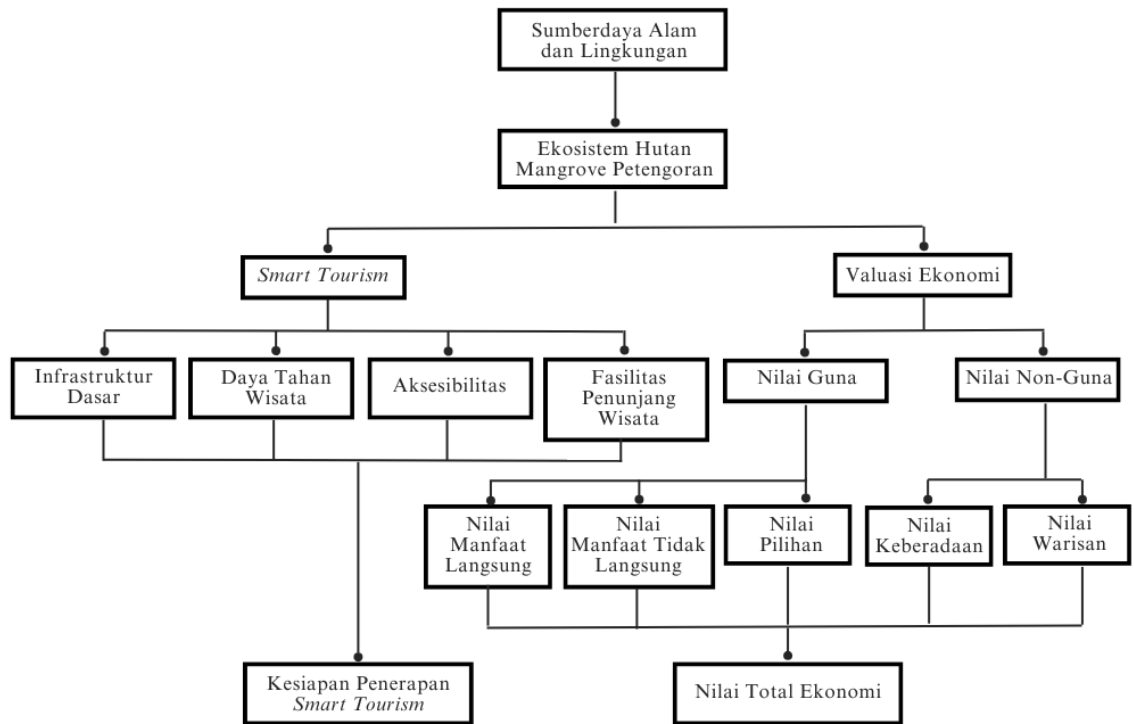 Sumberdaya Alam
dan Lingkungan
Ekosistem Hutan
Mangrove Petengoran
Smart Tourism
Valuasi Ekonomi
Infrastruktur
Dasar
Daya Tahan
Wisata
Aksesibilitas
Fasilitas
Penunjang
Wisata
Nilai Guna
Nilai Non-Guna
Nilai
Manfaat
Langsung
Nilai
Manfaat Tidak
Langsung
Nilai
Pilihan
Nilai
Keberadaan
Nilai
Warisan
Kesiapan Penerapan
Smart Tourism
Nilai Total Ekonomi